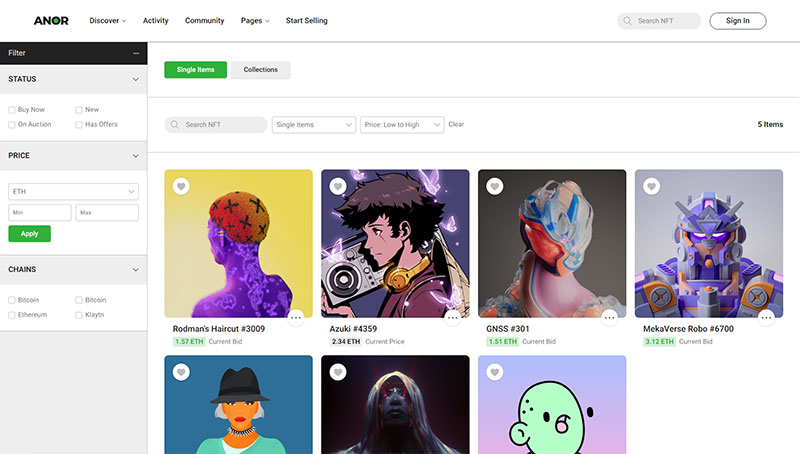 ANOR Discover Activity Community Pages Start Selling Search NFT Sign In
Filter
STATUS
Buy Now New
On Auction Has Offers
PRICE
ETH
Min Max
Apply
CHAINS
Bitcoin Bitcoin
Ethereum Klaytn
Single Items Collections
Search NFT Single Items Price: Low to High Clear 5 Items
Rodman's Haircut #3009
1.57 ETH Current Bid
Azuki #4359
2.34 ETH Current Price
GNSS #301
1.51 ETH Current Bid
MekaVerse Robo #6700
3.12 ETH Current Bid